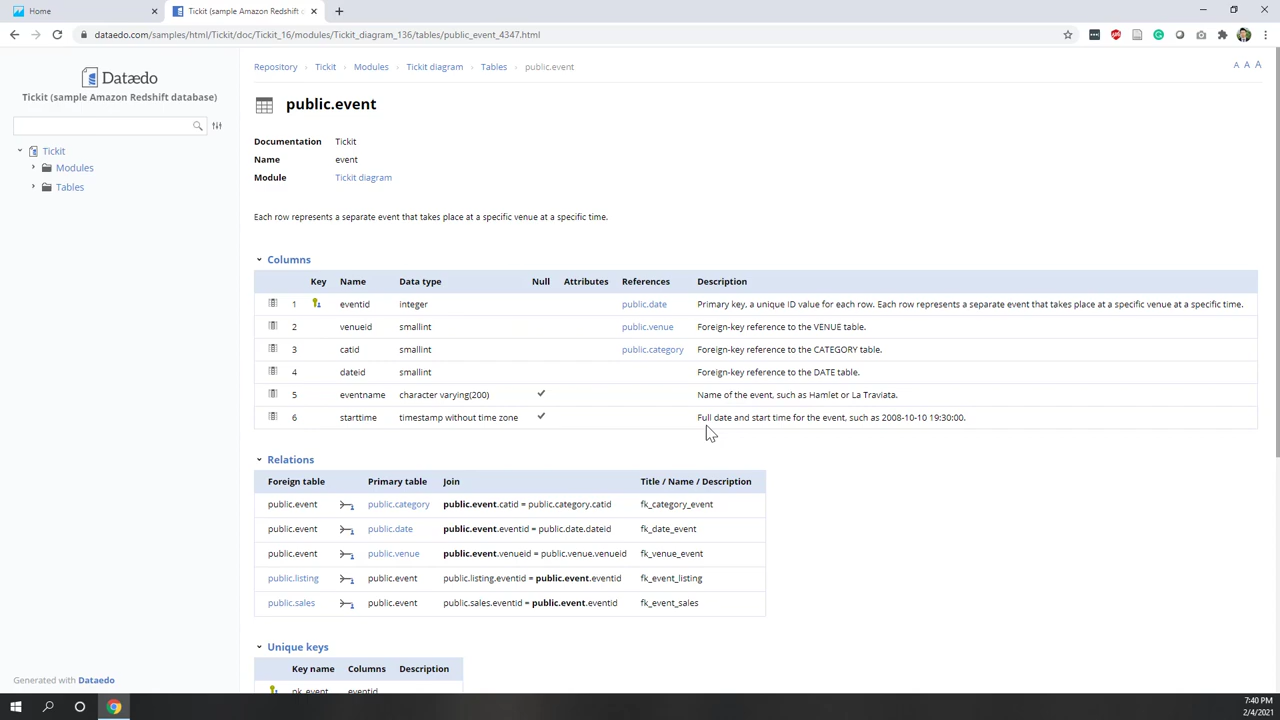 Home
Tickit (sample Amazon Redshift d
dataedo.com/samples/html/Tickit/doc/Tickit_16/modules/Tickit_diagram_136/tables/public_event_4347.html
Dataedo
Tickit (sample Amazon Redshift database)
Tickit
Modules
Tables
Repository Tickit Modules Tickit diagram Tables public.event
A A A
public.event
Documentation Tickit
Name event
Module Tickit diagram
Each row represents a separate event that takes place at a specific venue at a specific time.
Columns
Key Name Data type Null Attributes References Description
1 eventid integer public.date Primary key, a unique ID value for each row. Each row represents a separate event that takes place at a specific venue at a specific time.
2 venueid smallint public.venue Foreign-key reference to the VENUE table.
3 catid smallint public.category Foreign-key reference to the CATEGORY table.
4 dateid smallint Foreign-key reference to the DATE table.
5 eventname character varying(200) Name of the event, such as Hamlet or La Traviata.
6 starttime timestamp without time zone Full date and start time for the event, such as 2008-10-10 19:30:00.
Relations
Foreign table Primary table Join Title / Name / Description
public.event public.category public.event.catid = public.category.catid fk_category_event
public.event public.date public.event.eventid = public.date.dateid fk_date_event
public.event public.venue public.event.venueid = public.venue.venueid fk_venue_event
public.listing public.event public.listing.eventid = public.event.eventid fk_event_listing
public.sales public.event public.sales.eventid = public.event.eventid fk_event_sales
Unique keys
Key name Columns Description
pk_event eventid
Generated with Dataedo
7:40 PM
2/4/2021